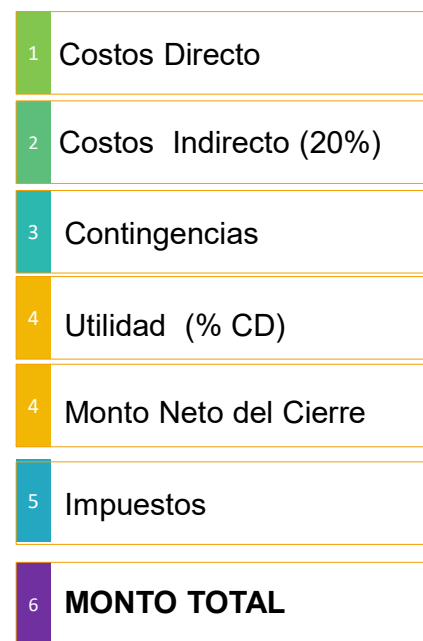 1 Costos Directo
2 Costos Indirecto (20%)
3 Contingencias
4 Utilidad (% CD)
4 Monto Neto del Cierre
5 Impuestos
6 MONTO TOTAL